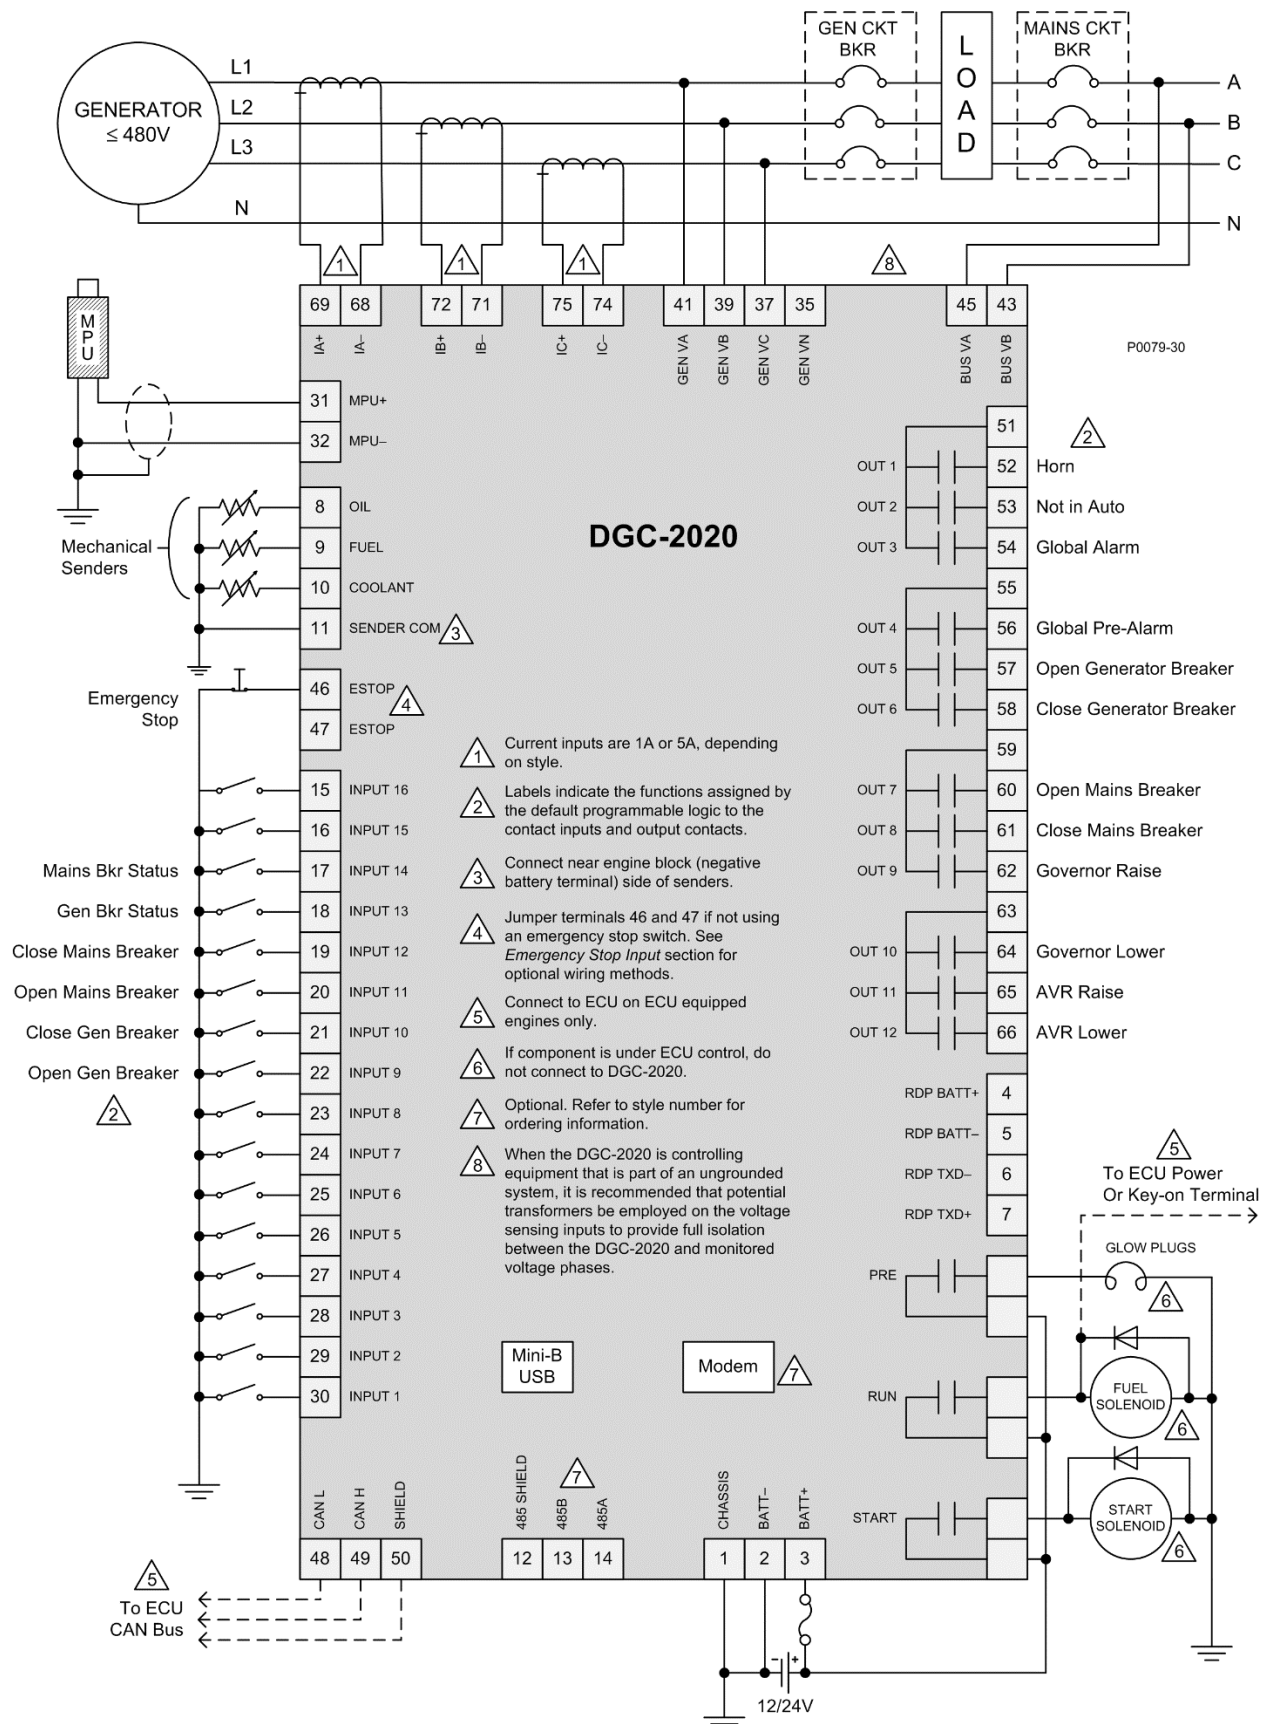 GEN CKT
BKR
LOAD
MAINS CKT
BKR
L1
A
GENERATOR
≤ 480V
L2
B
L3
C
N
N
1
1
1
8
69
68
72
71
75
74
41
39
37
35
45
43
IA+
IA–
IB+
IB–
IC+
IC–
GEN VA
GEN VB
GEN VC
GEN VN
BUS VA
BUS VB
P0079-30
MPU
31 MPU+
32 MPU–
51
2
OUT 1 52 Horn
OUT 2 53 Not in Auto
OUT 3 54 Global Alarm
8 OIL
9 FUEL
10 COOLANT
11 SENDER COM
3
Mechanical
Senders
DGC-2020
55
OUT 4 56 Global Pre-Alarm
OUT 5 57 Open Generator Breaker
OUT 6 58 Close Generator Breaker
Emergency
Stop
46 ESTOP
47 ESTOP
4
59
OUT 7 60 Open Mains Breaker
OUT 8 61 Close Mains Breaker
OUT 9 62 Governor Raise
63
OUT 10 64 Governor Lower
OUT 11 65 AVR Raise
OUT 12 66 AVR Lower
15 INPUT 16
16 INPUT 15
Mains Bkr Status 17 INPUT 14
Gen Bkr Status 18 INPUT 13
Close Mains Breaker 19 INPUT 12
Open Mains Breaker 20 INPUT 11
Close Gen Breaker 21 INPUT 10
Open Gen Breaker 22 INPUT 9
2
23 INPUT 8
24 INPUT 7
25 INPUT 6
26 INPUT 5
27 INPUT 4
28 INPUT 3
29 INPUT 2
30 INPUT 1
1 Current inputs are 1A or 5A, depending
on style.
2 Labels indicate the functions assigned by
the default programmable logic to the
contact inputs and output contacts.
3 Connect near engine block (negative
battery terminal) side of senders.
4 Jumper terminals 46 and 47 if not using
an emergency stop switch. See
Emergency Stop Input section for
optional wiring methods.
5 Connect to ECU on ECU equipped
engines only.
6 If component is under ECU control, do
not connect to DGC-2020.
7 Optional. Refer to style number for
ordering information.
8 When the DGC-2020 is controlling
equipment that is part of an ungrounded
system, it is recommended that potential
transformers be employed on the voltage
sensing inputs to provide full isolation
between the DGC-2020 and monitored
voltage phases.
RDP BATT+ 4
RDP BATT– 5
RDP TXD– 6
RDP TXD+ 7
5
To ECU Power
Or Key-on Terminal
PRE
GLOW PLUGS
6
Mini-B
USB
Modem
7
RUN
FUEL
SOLENOID
6
START
START
SOLENOID
6
CAN L
CAN H
SHIELD
485 SHIELD
485B
485A
7
CHASSIS
BATT–
BATT+
48
49
50
12
13
14
1
2
3
5
To ECU
CAN Bus
- +
12/24V